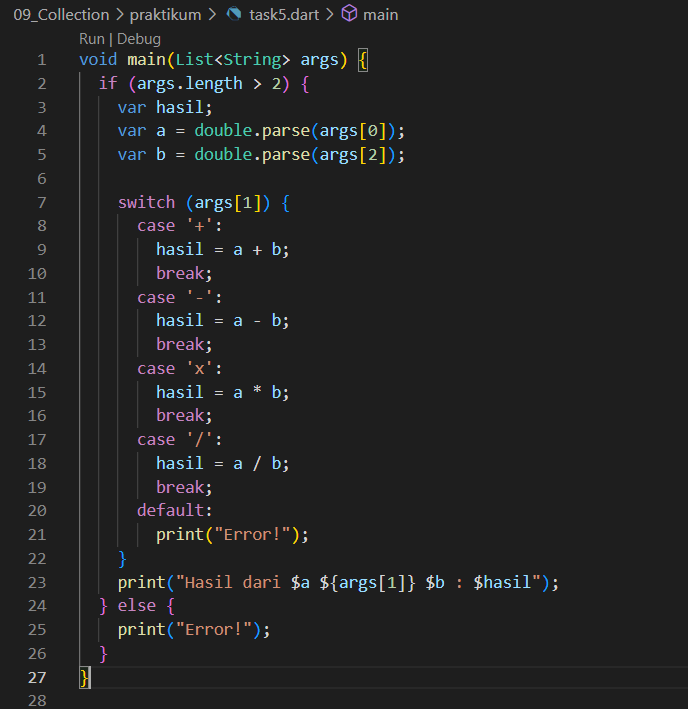 09_Collection > praktikum > task5.dart > main
Run | Debug
1 void main(List<String> args) {
2   if (args.length > 2) {
3     var hasil;
4     var a = double.parse(args[0]);
5     var b = double.parse(args[2]);
6
7     switch (args[1]) {
8       case '+':
9         hasil = a + b;
10         break;
11       case '-':
12         hasil = a - b;
13         break;
14       case 'x':
15         hasil = a * b;
16         break;
17       case '/':
18         hasil = a / b;
19         break;
20       default:
21         print("Error!");
22     }
23     print("Hasil dari $a ${args[1]} $b : $hasil");
24   } else {
25     print("Error!");
26   }
27 }
28